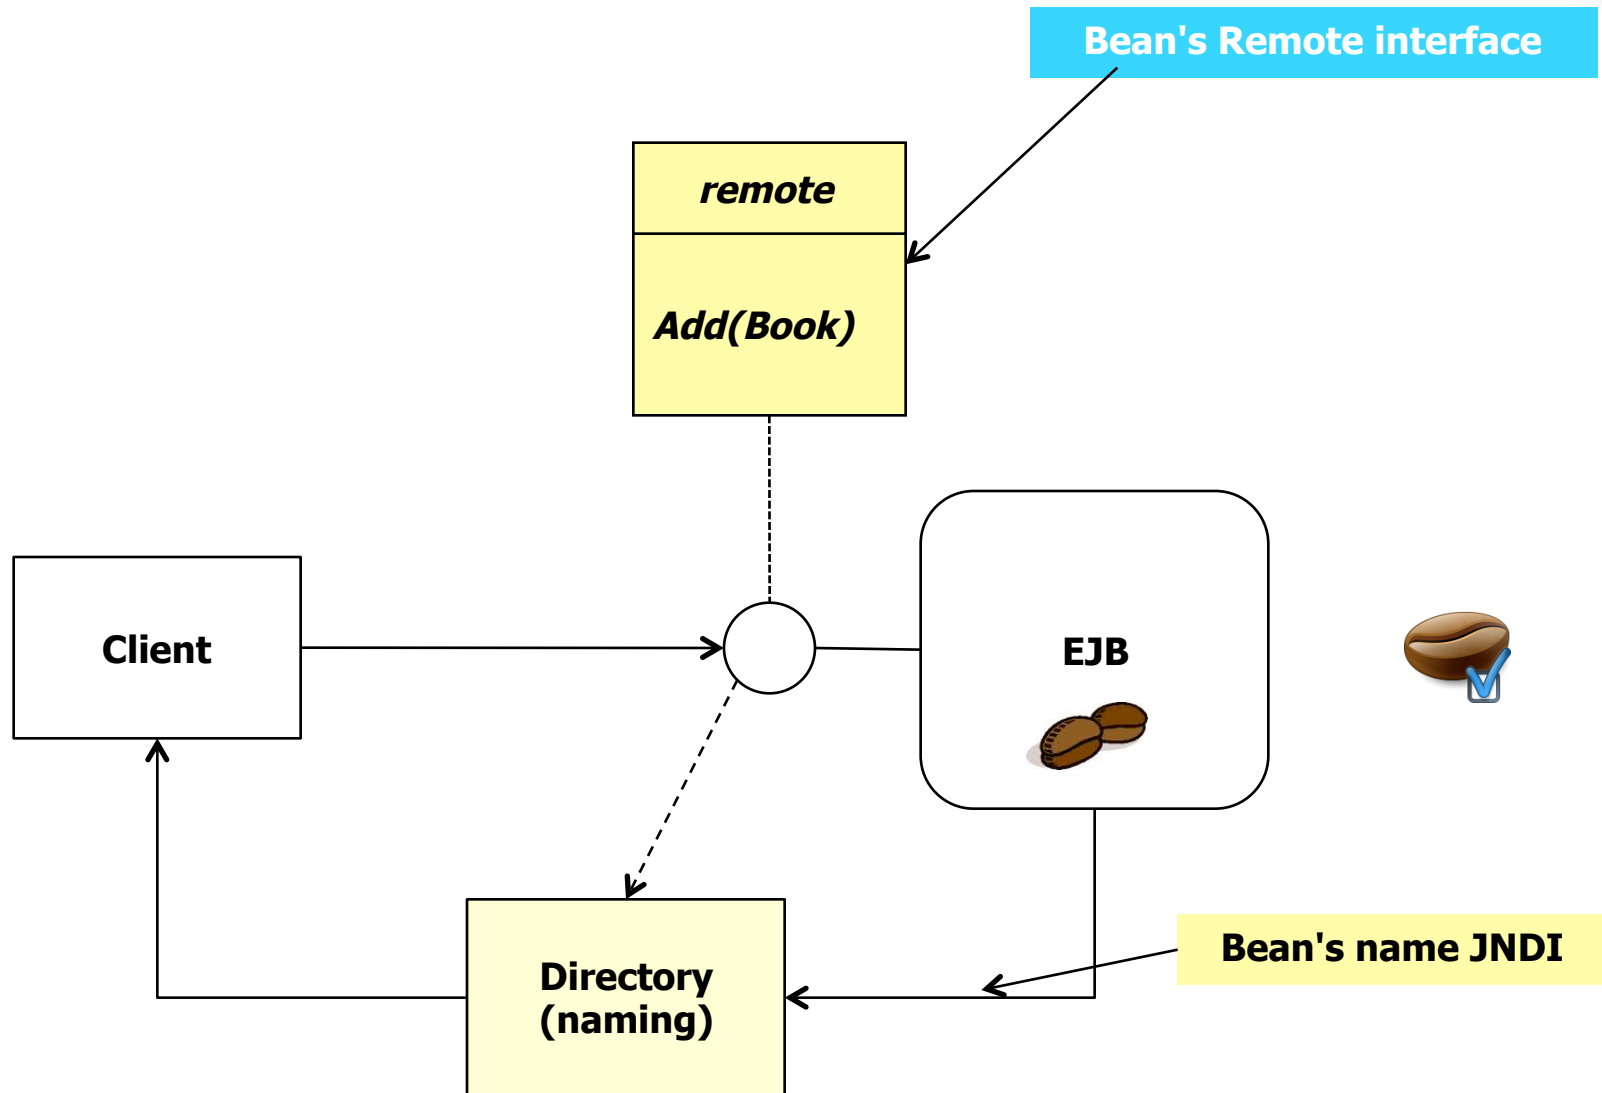 Bean's Remote interface
remote
Add(Book)
Client
EJB
Bean's name JNDI
Directory
(naming)